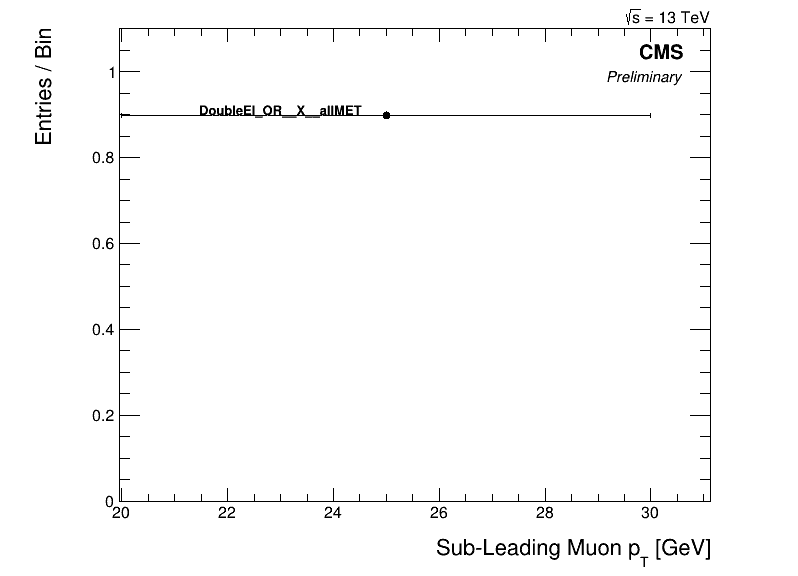 √s = 13 TeV
CMS
Preliminary
Entries / Bin
1
DoubleEl_OR__X__allMET
0.8
0.6
0.4
0.2
0
20 22 24 26 28 30
Sub-Leading Muon p_T [GeV]